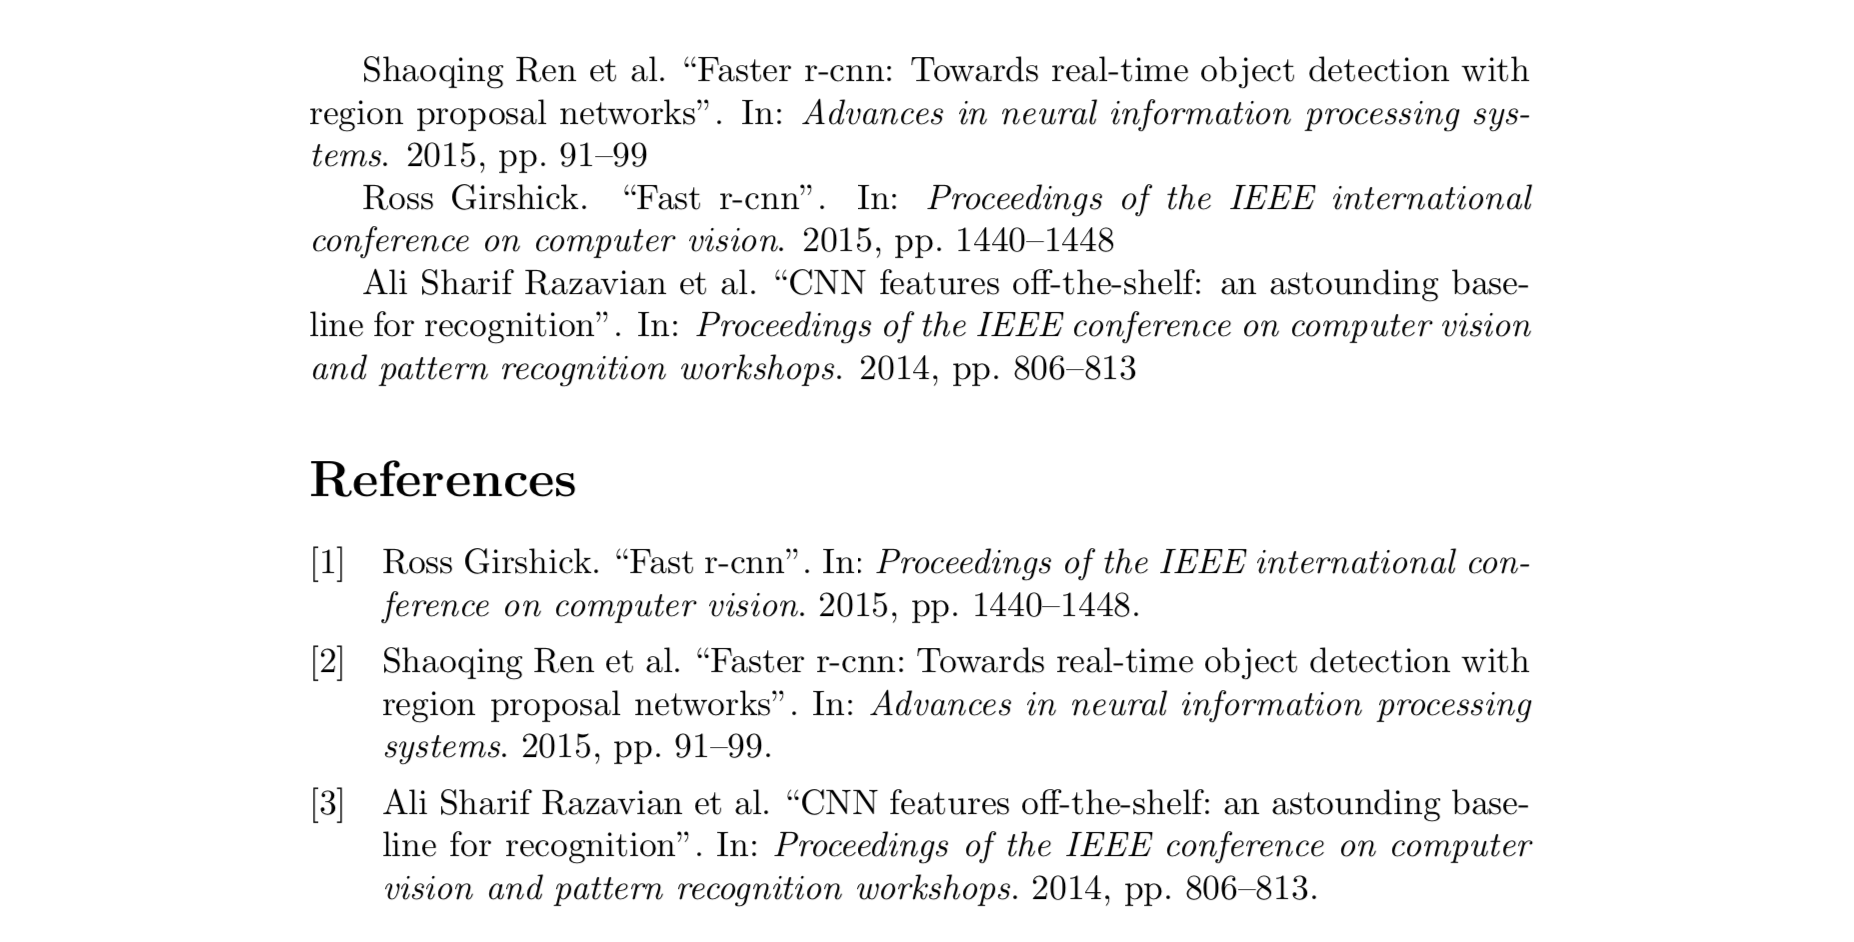 Shaoqing Ren et al. “Faster r-cnn: Towards real-time object detection with
region proposal networks”. In: Advances in neural information processing sys-
tems. 2015, pp. 91–99
Ross Girshick. “Fast r-cnn”. In: Proceedings of the IEEE international
conference on computer vision. 2015, pp. 1440–1448
Ali Sharif Razavian et al. “CNN features off-the-shelf: an astounding base-
line for recognition”. In: Proceedings of the IEEE conference on computer vision
and pattern recognition workshops. 2014, pp. 806–813
References
[1] Ross Girshick. “Fast r-cnn”. In: Proceedings of the IEEE international con-
ference on computer vision. 2015, pp. 1440–1448.
[2] Shaoqing Ren et al. “Faster r-cnn: Towards real-time object detection with
region proposal networks”. In: Advances in neural information processing
systems. 2015, pp. 91–99.
[3] Ali Sharif Razavian et al. “CNN features off-the-shelf: an astounding base-
line for recognition”. In: Proceedings of the IEEE conference on computer
vision and pattern recognition workshops. 2014, pp. 806–813.